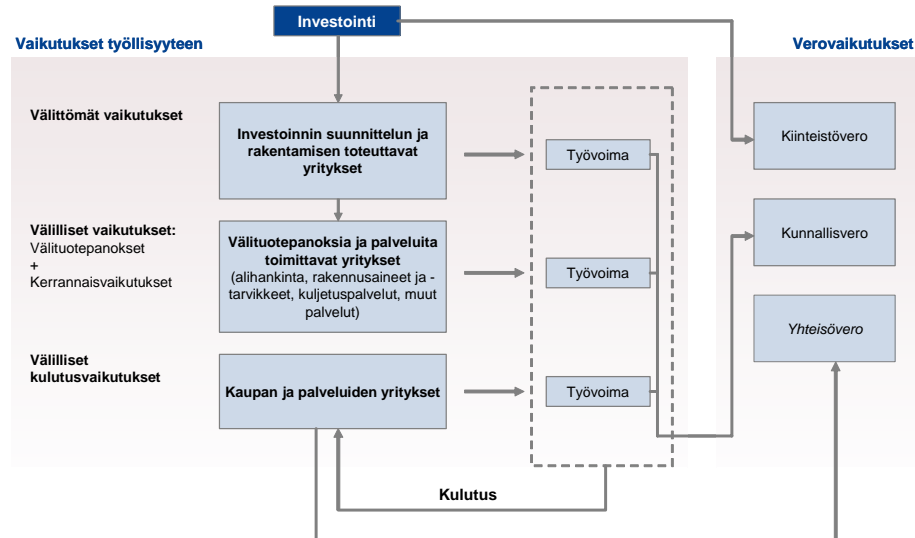 Investointi
Vaikutukset työllisyyteen
Verovaikutukset
Välittömät vaikutukset
Investoinnin suunnittelun ja
rakentamisen toteuttavat
yritykset
Työvoima
Kiinteistövero
Välilliset vaikutukset:
Välituotepanokset
+
Kerrannaisvaikutukset
Välituotepanoksia ja palveluita
toimittavat yritykset
(alihankinta, rakennusaineet ja -
tarvikkeet, kuljetuspalvelut, muut
palvelut)
Työvoima
Kunnallisvero
Yhteisövero
Välilliset
kulutusvaikutukset
Kaupan ja palveluiden yritykset
Työvoima
Kulutus